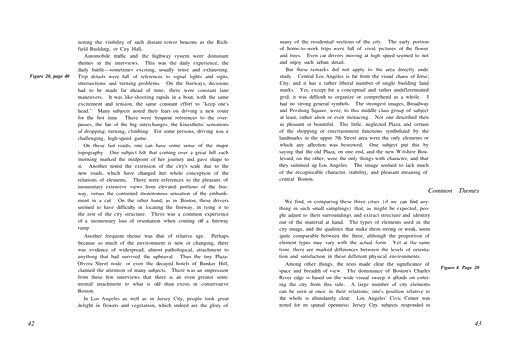 noting the visibility of such distant tower beacons as the Rich-
field Building, or City Hall.
Automobile traffic and the highway system were dominant
themes in the interviews. This was the daily experience, the
daily battle—sometimes exciting, usually tense and exhausting.
Figure 20, page 40
Trip details were full of references to signal lights and signs,
intersections and turning problems. On the freeways, decisions
had to be made far ahead of time; there were constant lane
maneuvers. It was like shooting rapids in a boat, with the same
excitement and tension, the same constant effort to "keep one's
head." Many subjects noted their fears on driving a new route
for the first time. There were frequent references to the over-
passes, the fun of the big interchanges, the kinesthetic sensations
of dropping, turning, climbing. For some persons, driving was a
challenging, high-speed game.
On these fast roads, one can have some sense of the major
topography. One subject felt that coming over a great hill each
morning marked the midpoint of her journey and gave shape to
it. Another noted the extension of the city's scale due to the
new roads, which have changed her whole conception of the
relations of elements. There were references to the pleasure of
momentary extensive views from elevated portions of the free-
way, versus the contained monotonous sensation of the embank-
ment in a cut. On the other hand, as in Boston, these drivers
seemed to have difficulty in locating the freeway, in tying it to
the rest of the city structure. There was a common experience
of a momentary loss of orientation when coming off a freeway
ramp.
Another frequent theme was that of relative age. Perhaps
because so much of the environment is new or changing, there
was evidence of widespread, almost pathological, attachment to
anything that had survived the upheaval. Thus the tiny Plaza-
Olvera Street node, or even the decayed hotels of Bunker Hill,
claimed the attention of many subjects. There was an impression
from these few interviews that there is an even greater senti-
mental attachment to what is old than exists in conservative
Boston.
In Los Angeles as well as in Jersey City, people took great
delight in flowers and vegetation, which indeed are the glory of
42
many of the residential sections of the city. The early portion
of home to work trips were full of vivid pictures of the flowers
and trees. Even car drivers moving at high speed seemed to note
and enjoy such urban detail.
But these remarks did not apply to the area directly under
study. Central Los Angeles is far from the visual chaos of Jersey
City, and it has a rather liberal number of single building land-
marks. Yet, except for a conceptual and rather undifferentiated
grid, it was difficult to organize or comprehend as a whole. It
had no strong general symbols. The strongest images, Broadway
and Pershing Square, were, to this middle class group of subjects
at least, rather alien or even menacing. Not one described them
as pleasant or beautiful. The little, neglected Plaza, and certain
of the shopping or entertainment functions symbolized by the
landmarks in the upper 7th Street area were the only elements on
which any affection was bestowed. One subject put this by
saying that the old Plaza, on one end, and the new Wilshire Bou-
levard, on the other, were the only things with character, and that
they summed up Los Angeles. The image seemed to lack much
of the recognizable character, stability, and pleasant meaning of
central Boston.
Common Themes
We find, in comparing these three cities (if we can find any-
thing in such small samplings) that, as might be expected, peo-
ple adjust to their surroundings and extract structure and identity
out of the material at hand. The types of elements used in the
city image, and the qualities that make them strong or weak, seem
quite comparable between the three, although the proportion of
element types may vary with the actual form. Yet at the same
time, there are marked differences between the levels of orienta-
tion and satisfaction in these different physical environments.
Among other things, the tests made clear the significance of
Figure 4 Page 20
space and breadth of view. The dominance of Boston's Charles
River edge is based on the wide visual sweep it affords on enter-
ing the city from this side. A large number of city elements
can be seen at once in their relations; one's position relative to
the whole is abundantly clear. Los Angeles' Civic Center was
noted for its spatial openness; Jersey City subjects responded to
43